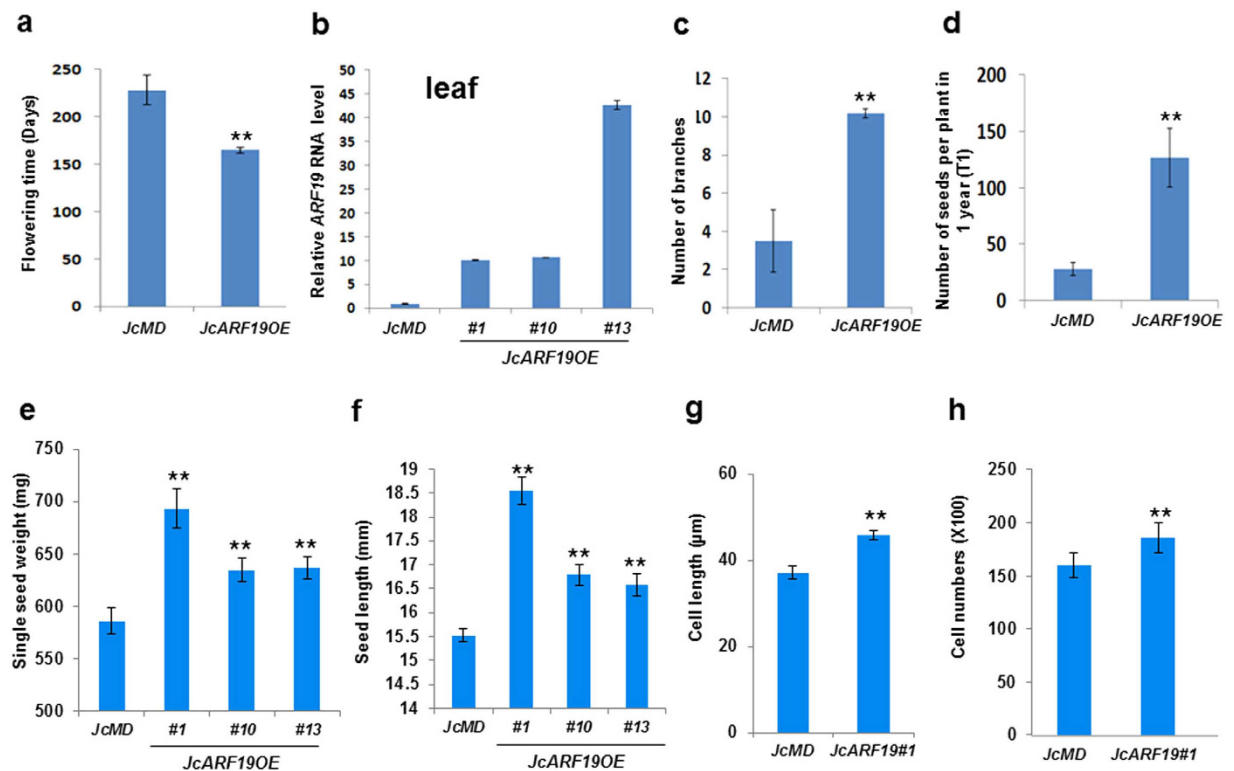 a
Flowering time (Days)
250
200
150
100
50
0
**
JcMD
JcARF19OE
b
leaf
Relative ARF19 RNA level
50
45
40
35
30
25
20
15
10
5
0
JcMD
#1
#10
#13
JcARF19OE
c
Number of branches
12
10
8
6
4
2
0
**
JcMD
JcARF19OE
d
Number of seeds per plant in
1 year (T1)
200
150
100
50
0
**
JcMD
JcARF19OE
e
Single seed weight (mg)
750
700
650
600
550
500
**
**
**
JcMD
#1
#10
#13
JcARF19OE
f
Seed length (mm)
19
18.5
18
17.5
17
16.5
16
15.5
15
14.5
14
**
**
**
JcMD
#1
#10
#13
JcARF19OE
g
Cell length (µm)
60
40
20
0
**
JcMD
JcARF19#1
h
Cell numbers (X100)
250
200
150
100
50
0
**
JcMD
JcARF19#1